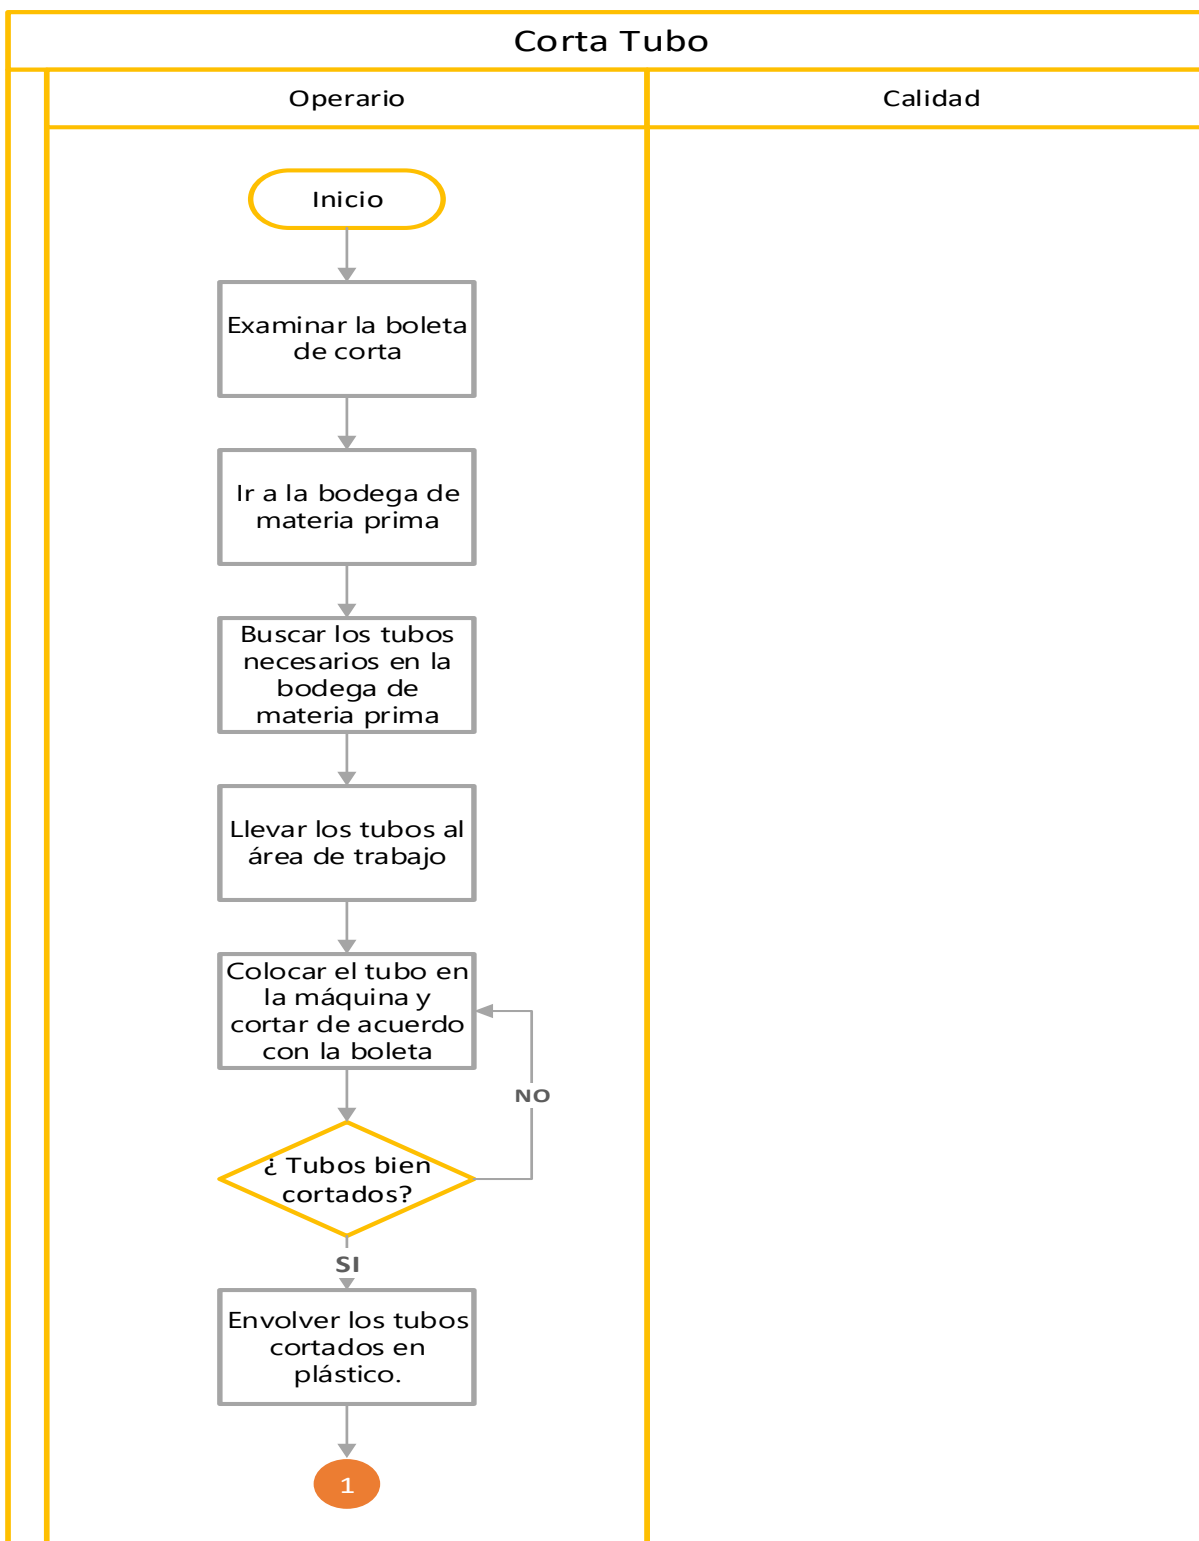 Corta Tubo
Operario
Calidad
Inicio
Examinar la boleta
de corta
Ir a la bodega de
materia prima
Buscar los tubos
necesarios en la
bodega de
materia prima
Llevar los tubos al
área de trabajo
Colocar el tubo en
la máquina y
cortar de acuerdo
con la boleta
NO
¿ Tubos bien
cortados?
SI
Envolver los tubos
cortados en
plástico.
1